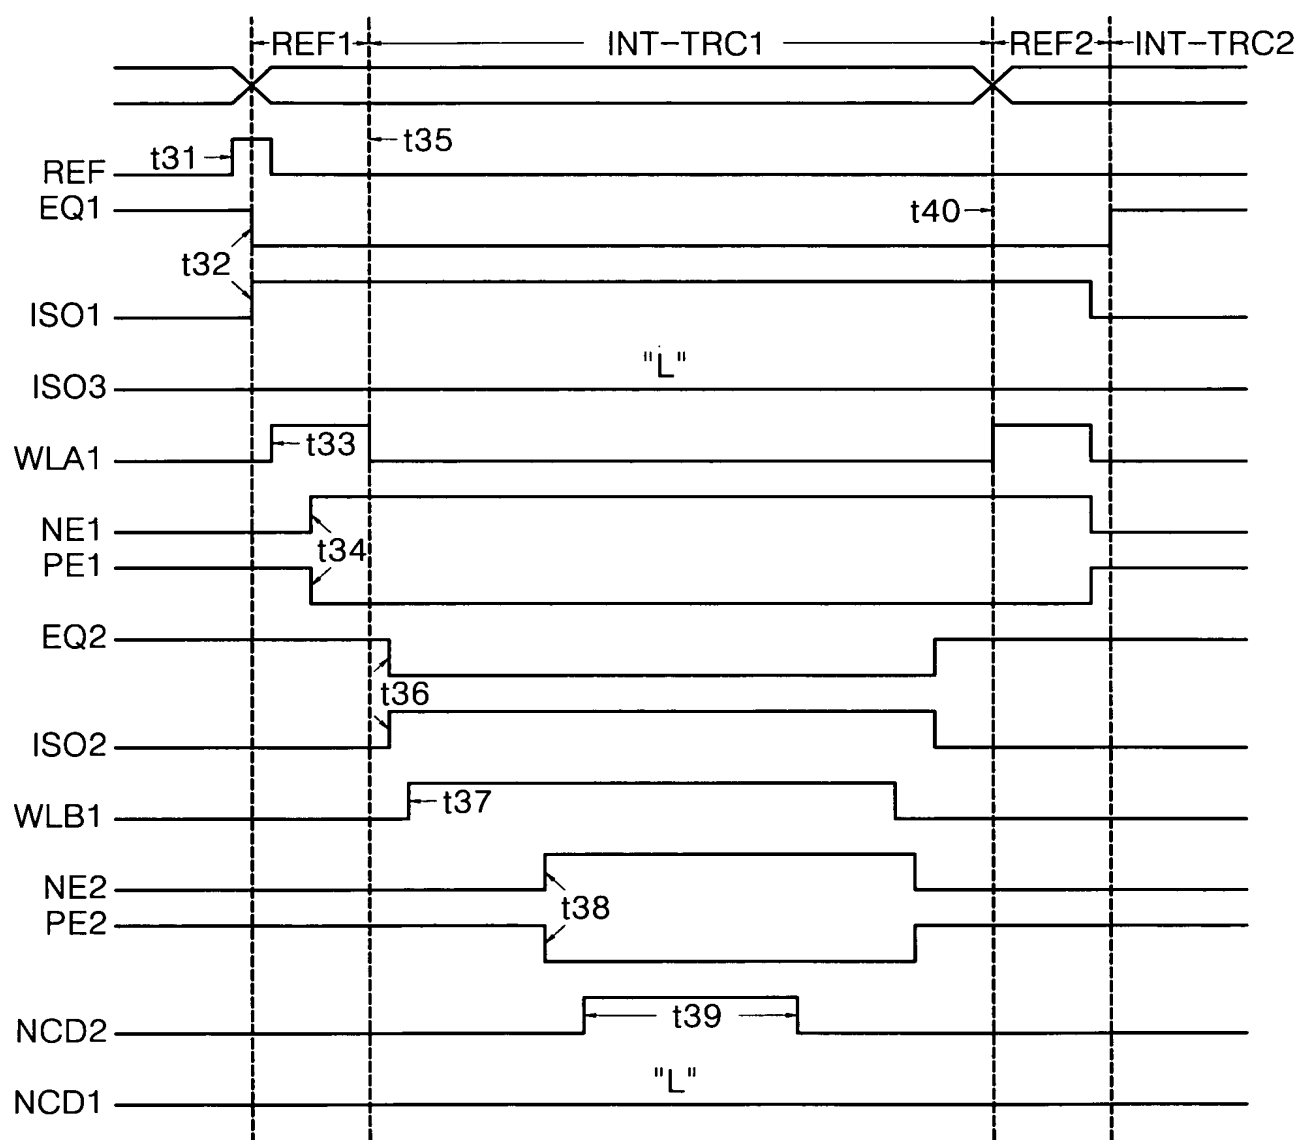 REF1 INT-TRC1 REF2 INT-TRC2
t35
t31
REF
EQ1
t40
t32
ISO1
"L"
ISO3
t33
WLA1
NE1
t34
PE1
EQ2
t36
ISO2
t37
WLB1
NE2
t38
PE2
t39
NCD2
"L"
NCD1